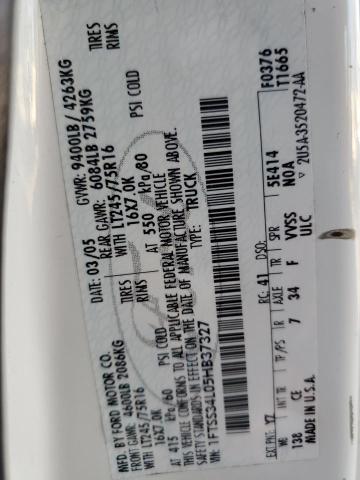 MFD. BY FORD MOTOR CO.
DATE: 03/05 GVWR: 9400LB / 4263KG
FRONT GAWR: 4600LB 2086KG REAR GAWR: 6084LB 2759KG
WITH LT245/75R16 TIRES WITH LT245/75R16 TIRES
16X7.0K RIMS 16X7.0K RIMS
AT 415 kPa/60 PSI COLD AT 550 kPa/80 PSI COLD
THIS VEHICLE CONFORMS TO ALL APPLICABLE FEDERAL MOTOR VEHICLE
STANDARDS IN EFFECT ON THE DATE OF MANUFACTURE SHOWN ABOVE.
VIN: 1FTSS34L05HB37327 TYPE: TRUCK
F0376
T1665
EXT PNT: YZ RC: 41 DSO: 5E414
WB TP/PS AXLE TR SPR
138 CE 7 34 F VVSS N0A
MADE IN U.S.A. ULC 2U5A-3520472-AA